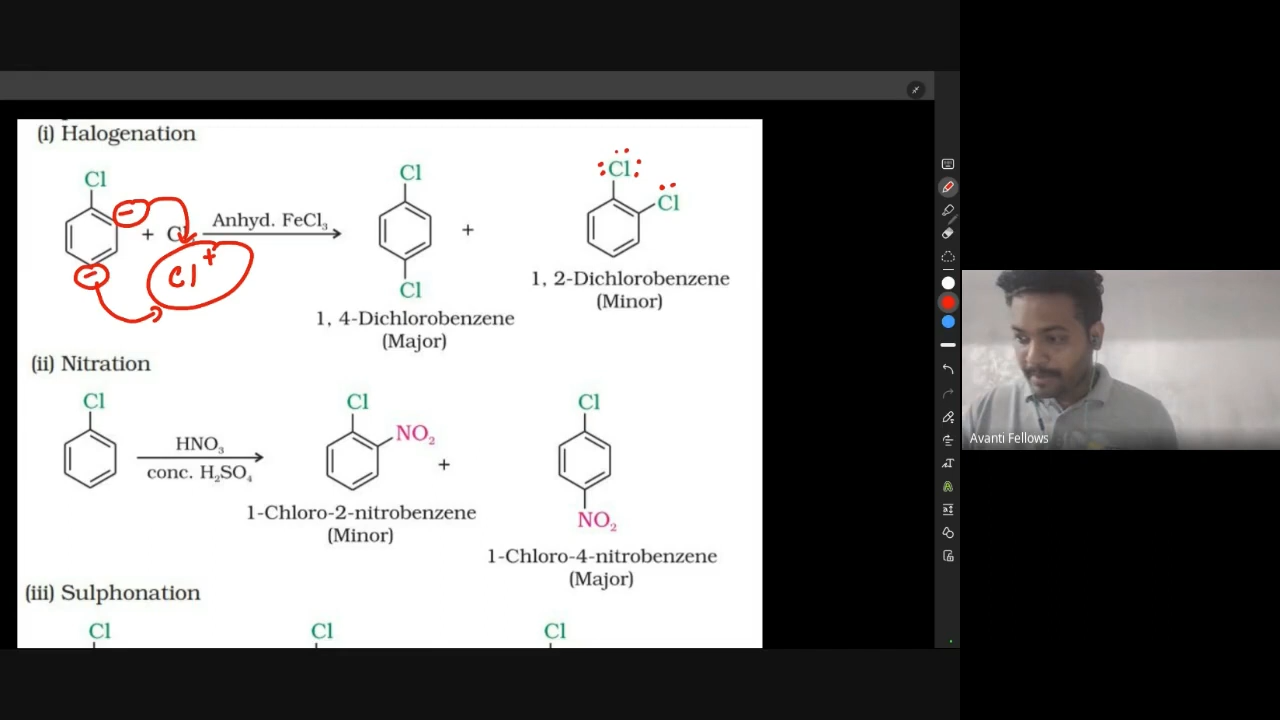 (i) Halogenation
Cl
+ Cl
Cl⁺
−
−
Anhyd. FeCl₃
Cl
Cl
1, 4-Dichlorobenzene
(Major)
+
Cl
Cl
1, 2-Dichlorobenzene
(Minor)
(ii) Nitration
Cl
HNO₃
conc. H₂SO₄
Cl
NO₂
1-Chloro-2-nitrobenzene
(Minor)
+
Cl
NO₂
1-Chloro-4-nitrobenzene
(Major)
(iii) Sulphonation
Cl
Cl
Cl
Avanti Fellows